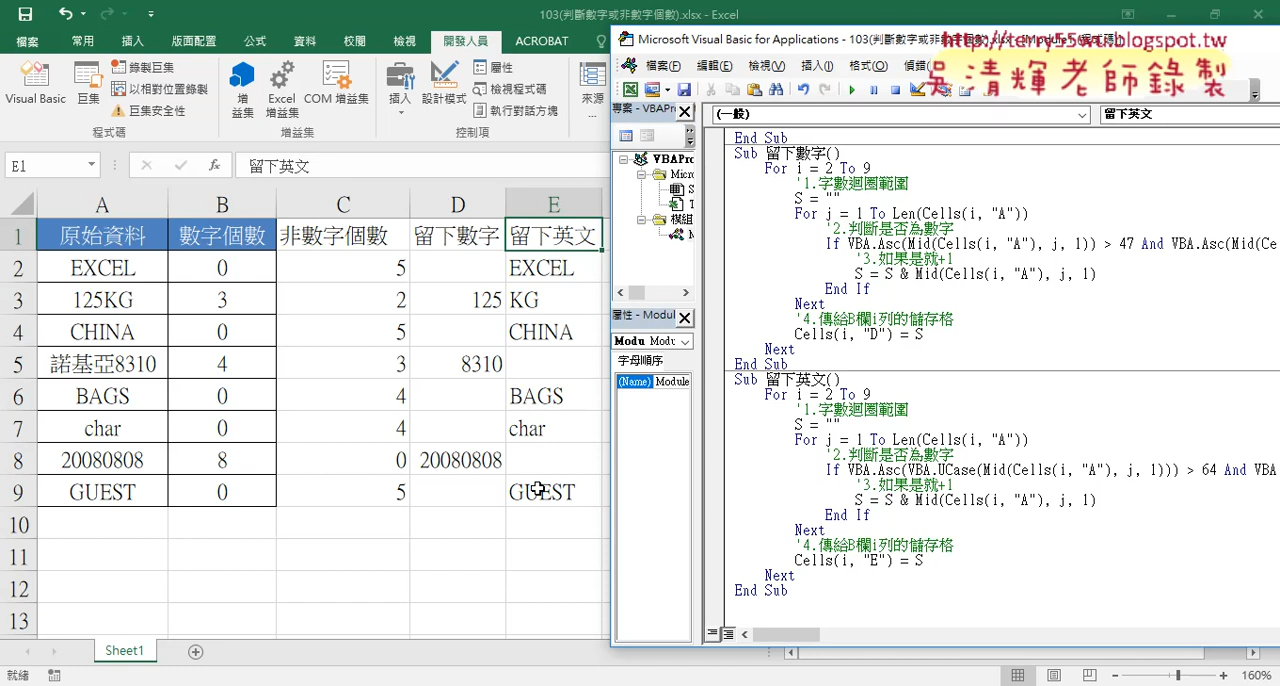 103(判斷數字或非數字個數).xlsx - Excel
檔案 常用 插入 版面配置 公式 資料 校閱 檢視 開發人員 ACROBAT
Visual Basic
巨集
錄製巨集
以相對位置錄製
巨集安全性
程式碼
增益集
Excel 增益集
COM 增益集
增益集
插入
設計模式
屬性
檢視程式碼
執行對話方塊
控制項
來源
E1
fx
留下英文
A B C D E
1 原始資料 數字個數 非數字個數 留下數字 留下英文
2 EXCEL 0 5 EXCEL
3 125KG 3 2 125 KG
4 CHINA 0 5 CHINA
5 諾基亞8310 4 3 8310
6 BAGS 0 4 BAGS
7 char 0 4 char
8 20080808 8 0 20080808
9 GUEST 0 5 GUEST
10
11
12
13
Sheet1
就緒
160%
Microsoft Visual Basic for Applications - 103(判斷數字或非數字個數)
http://terry55wu.blogspot.tw
吳清輝老師錄製
檔案(F) 編輯(E) 檢視(V) 插入(I) 格式(O)
專案 - VBAPro
VBAPro
Micro
S
T
模組
M
屬性 - Modul
Modu
字母順序
(Name) Module
(一般)
留下英文
End Sub
Sub 留下數字()
For i = 2 To 9
'1.字數迴圈範圍
S = ""
For j = 1 To Len(Cells(i, "A"))
'2.判斷是否為數字
If VBA.Asc(Mid(Cells(i, "A"), j, 1)) > 47 And VBA.Asc(Mid(Ce
'3.如果是就+1
S = S & Mid(Cells(i, "A"), j, 1)
End If
Next
'4.傳給B欄i列的儲存格
Cells(i, "D") = S
Next
End Sub
Sub 留下英文()
For i = 2 To 9
'1.字數迴圈範圍
S = ""
For j = 1 To Len(Cells(i, "A"))
'2.判斷是否為數字
If VBA.Asc(VBA.UCase(Mid(Cells(i, "A"), j, 1))) > 64 And VBA
'3.如果是就+1
S = S & Mid(Cells(i, "A"), j, 1)
End If
Next
'4.傳給B欄i列的儲存格
Cells(i, "E") = S
Next
End Sub